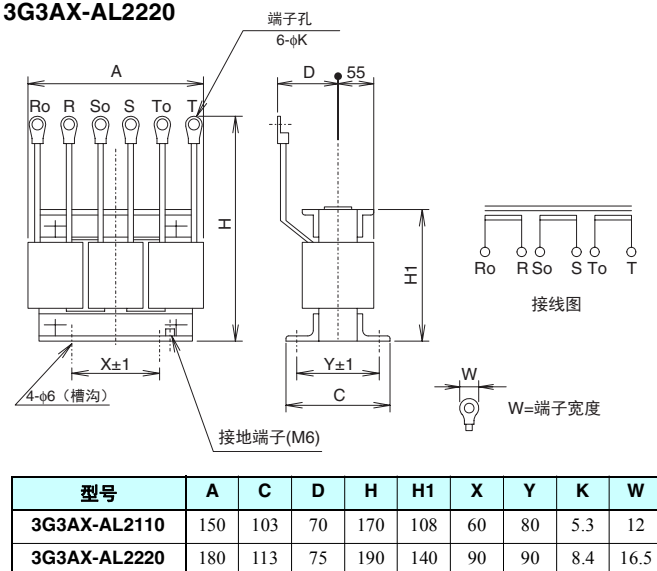 3G3AX-AL2220
端子孔
6-ϕK
A
D
55
Ro R So S To T
H
H1
Ro R So S To T
接线图
X±1
Y±1
W
C
W=端子宽度
4-ϕ6（槽沟）
接地端子(M6)
型号 A C D H H1 X Y K W
3G3AX-AL2110 150 103 70 170 108 60 80 5.3 12
3G3AX-AL2220 180 113 75 190 140 90 90 8.4 16.5